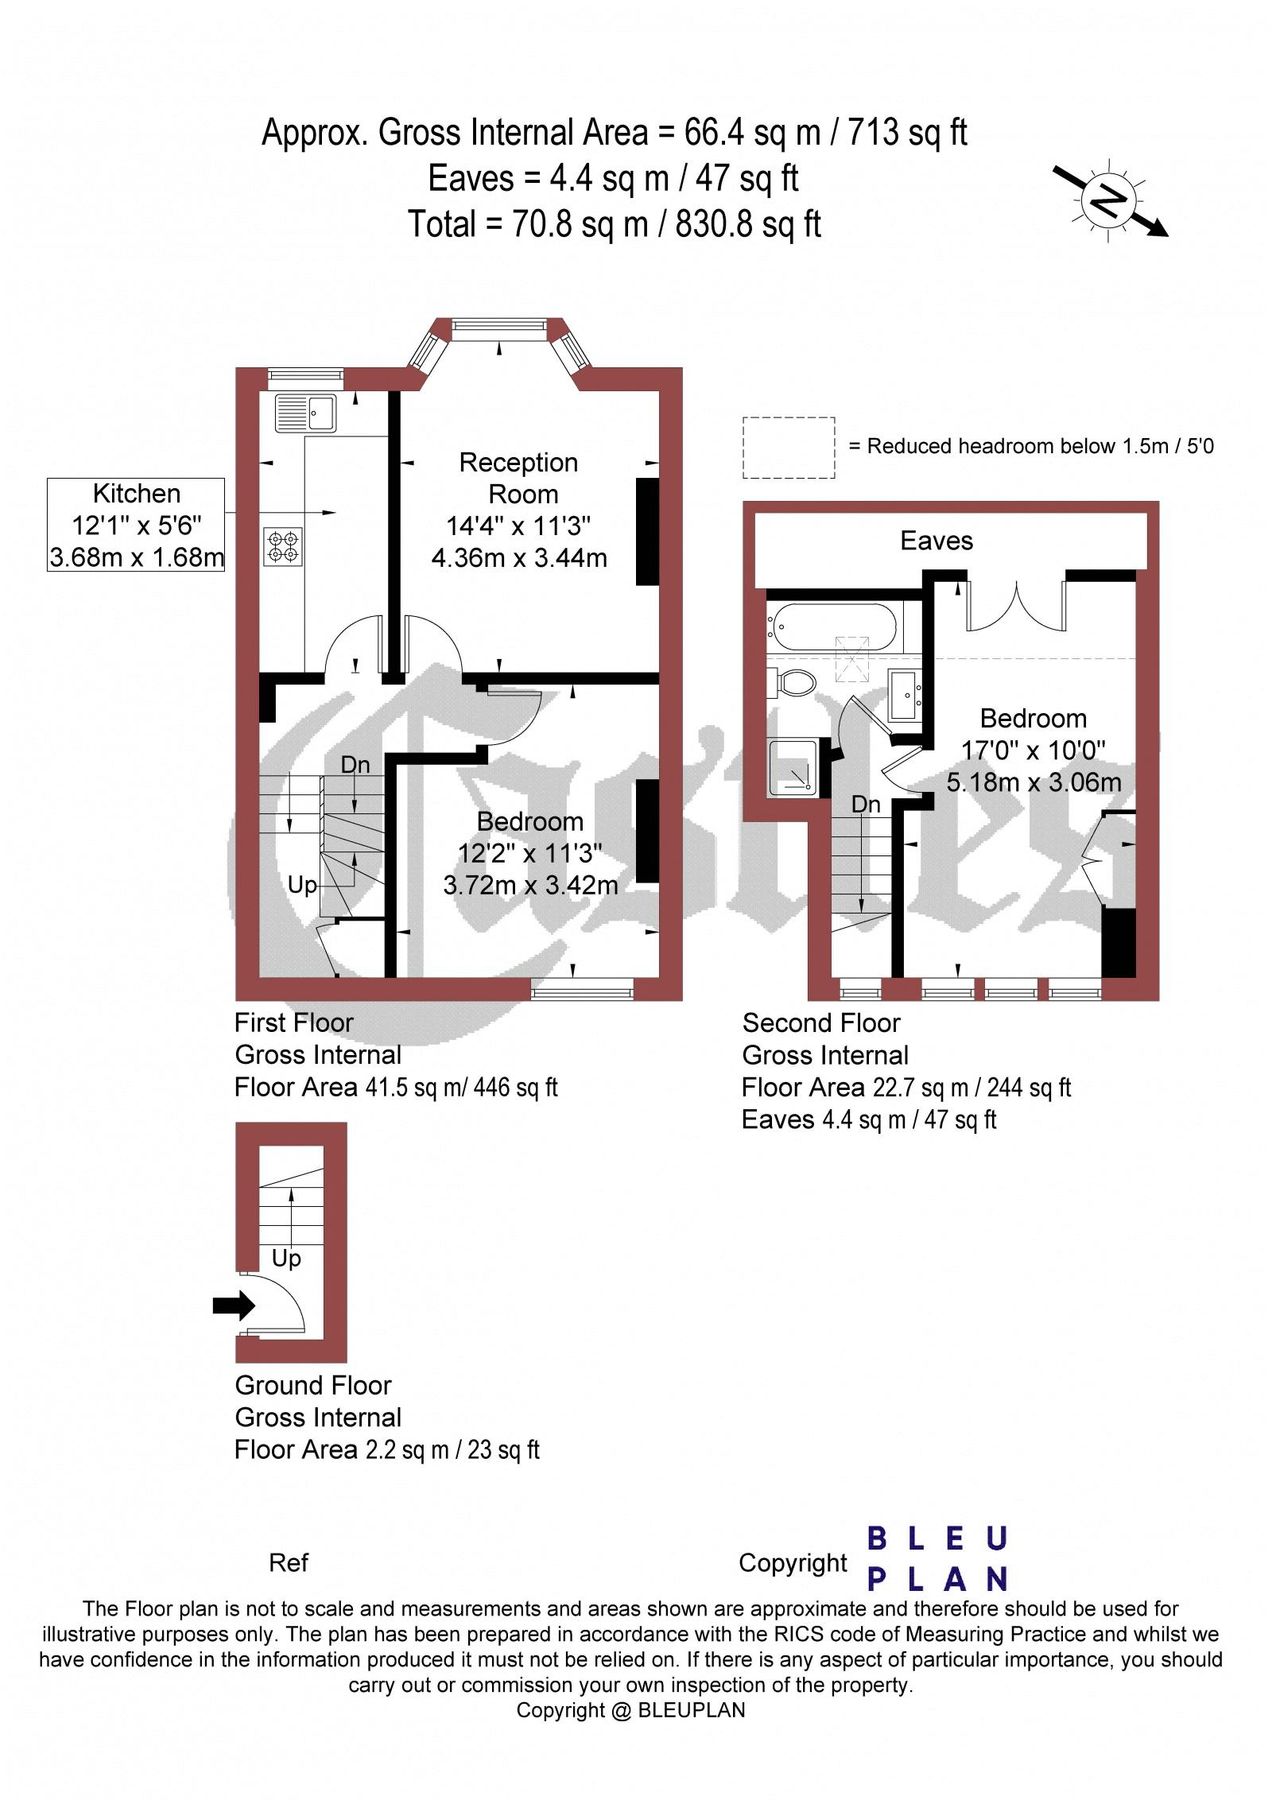 Approx. Gross Internal Area = 66.4 sq m / 713 sq ft
Eaves = 4.4 sq m / 47 sq ft
Total = 70.8 sq m / 830.8 sq ft
N
= Reduced headroom below 1.5m / 5'0
Kitchen
12'1" x 5'6"
3.68m x 1.68m
Reception
Room
14'4" x 11'3"
4.36m x 3.44m
Dn
Up
Bedroom
12'2" x 11'3"
3.72m x 3.42m
Eaves
Bedroom
17'0" x 10'0"
5.18m x 3.06m
Dn
Castles
First Floor
Gross Internal
Floor Area 41.5 sq m/ 446 sq ft
Second Floor
Gross Internal
Floor Area 22.7 sq m / 244 sq ft
Eaves 4.4 sq m / 47 sq ft
Up
Ground Floor
Gross Internal
Floor Area 2.2 sq m / 23 sq ft
Ref
Copyright
BLEU
PLAN
The Floor plan is not to scale and measurements and areas shown are approximate and therefore should be used for
illustrative purposes only. The plan has been prepared in accordance with the RICS code of Measuring Practice and whilst we
have confidence in the information produced it must not be relied on. If there is any aspect of particular importance, you should
carry out or commission your own inspection of the property.
Copyright @ BLEUPLAN